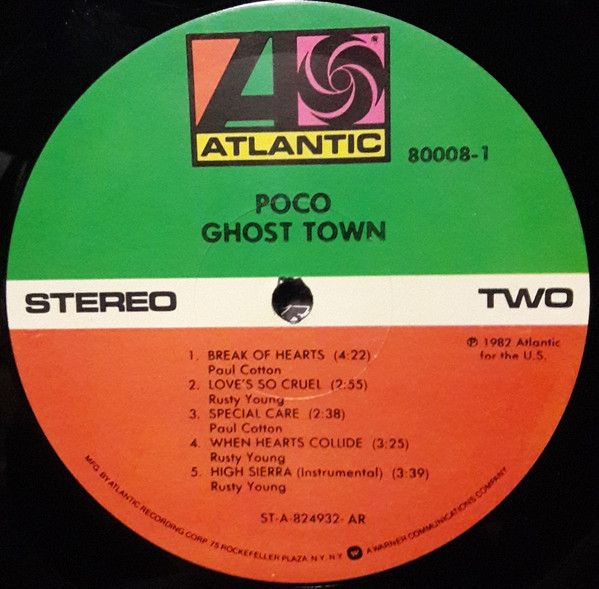 ATLANTIC
80008-1
POCO
GHOST TOWN
STEREO
TWO
℗ 1982 Atlantic
for the U.S.
1. BREAK OF HEARTS (4:22)
Paul Cotton
2. LOVE'S SO CRUEL (2:55)
Rusty Young
3. SPECIAL CARE (2:38)
Paul Cotton
4. WHEN HEARTS COLLIDE (3:25)
Rusty Young
5. HIGH SIERRA (Instrumental) (3:39)
Rusty Young
ST-A-824932- AR
MFG. BY ATLANTIC RECORDING CORP. 75 ROCKEFELLER PLAZA, N.Y. N.Y. A WARNER COMMUNICATIONS COMPANY